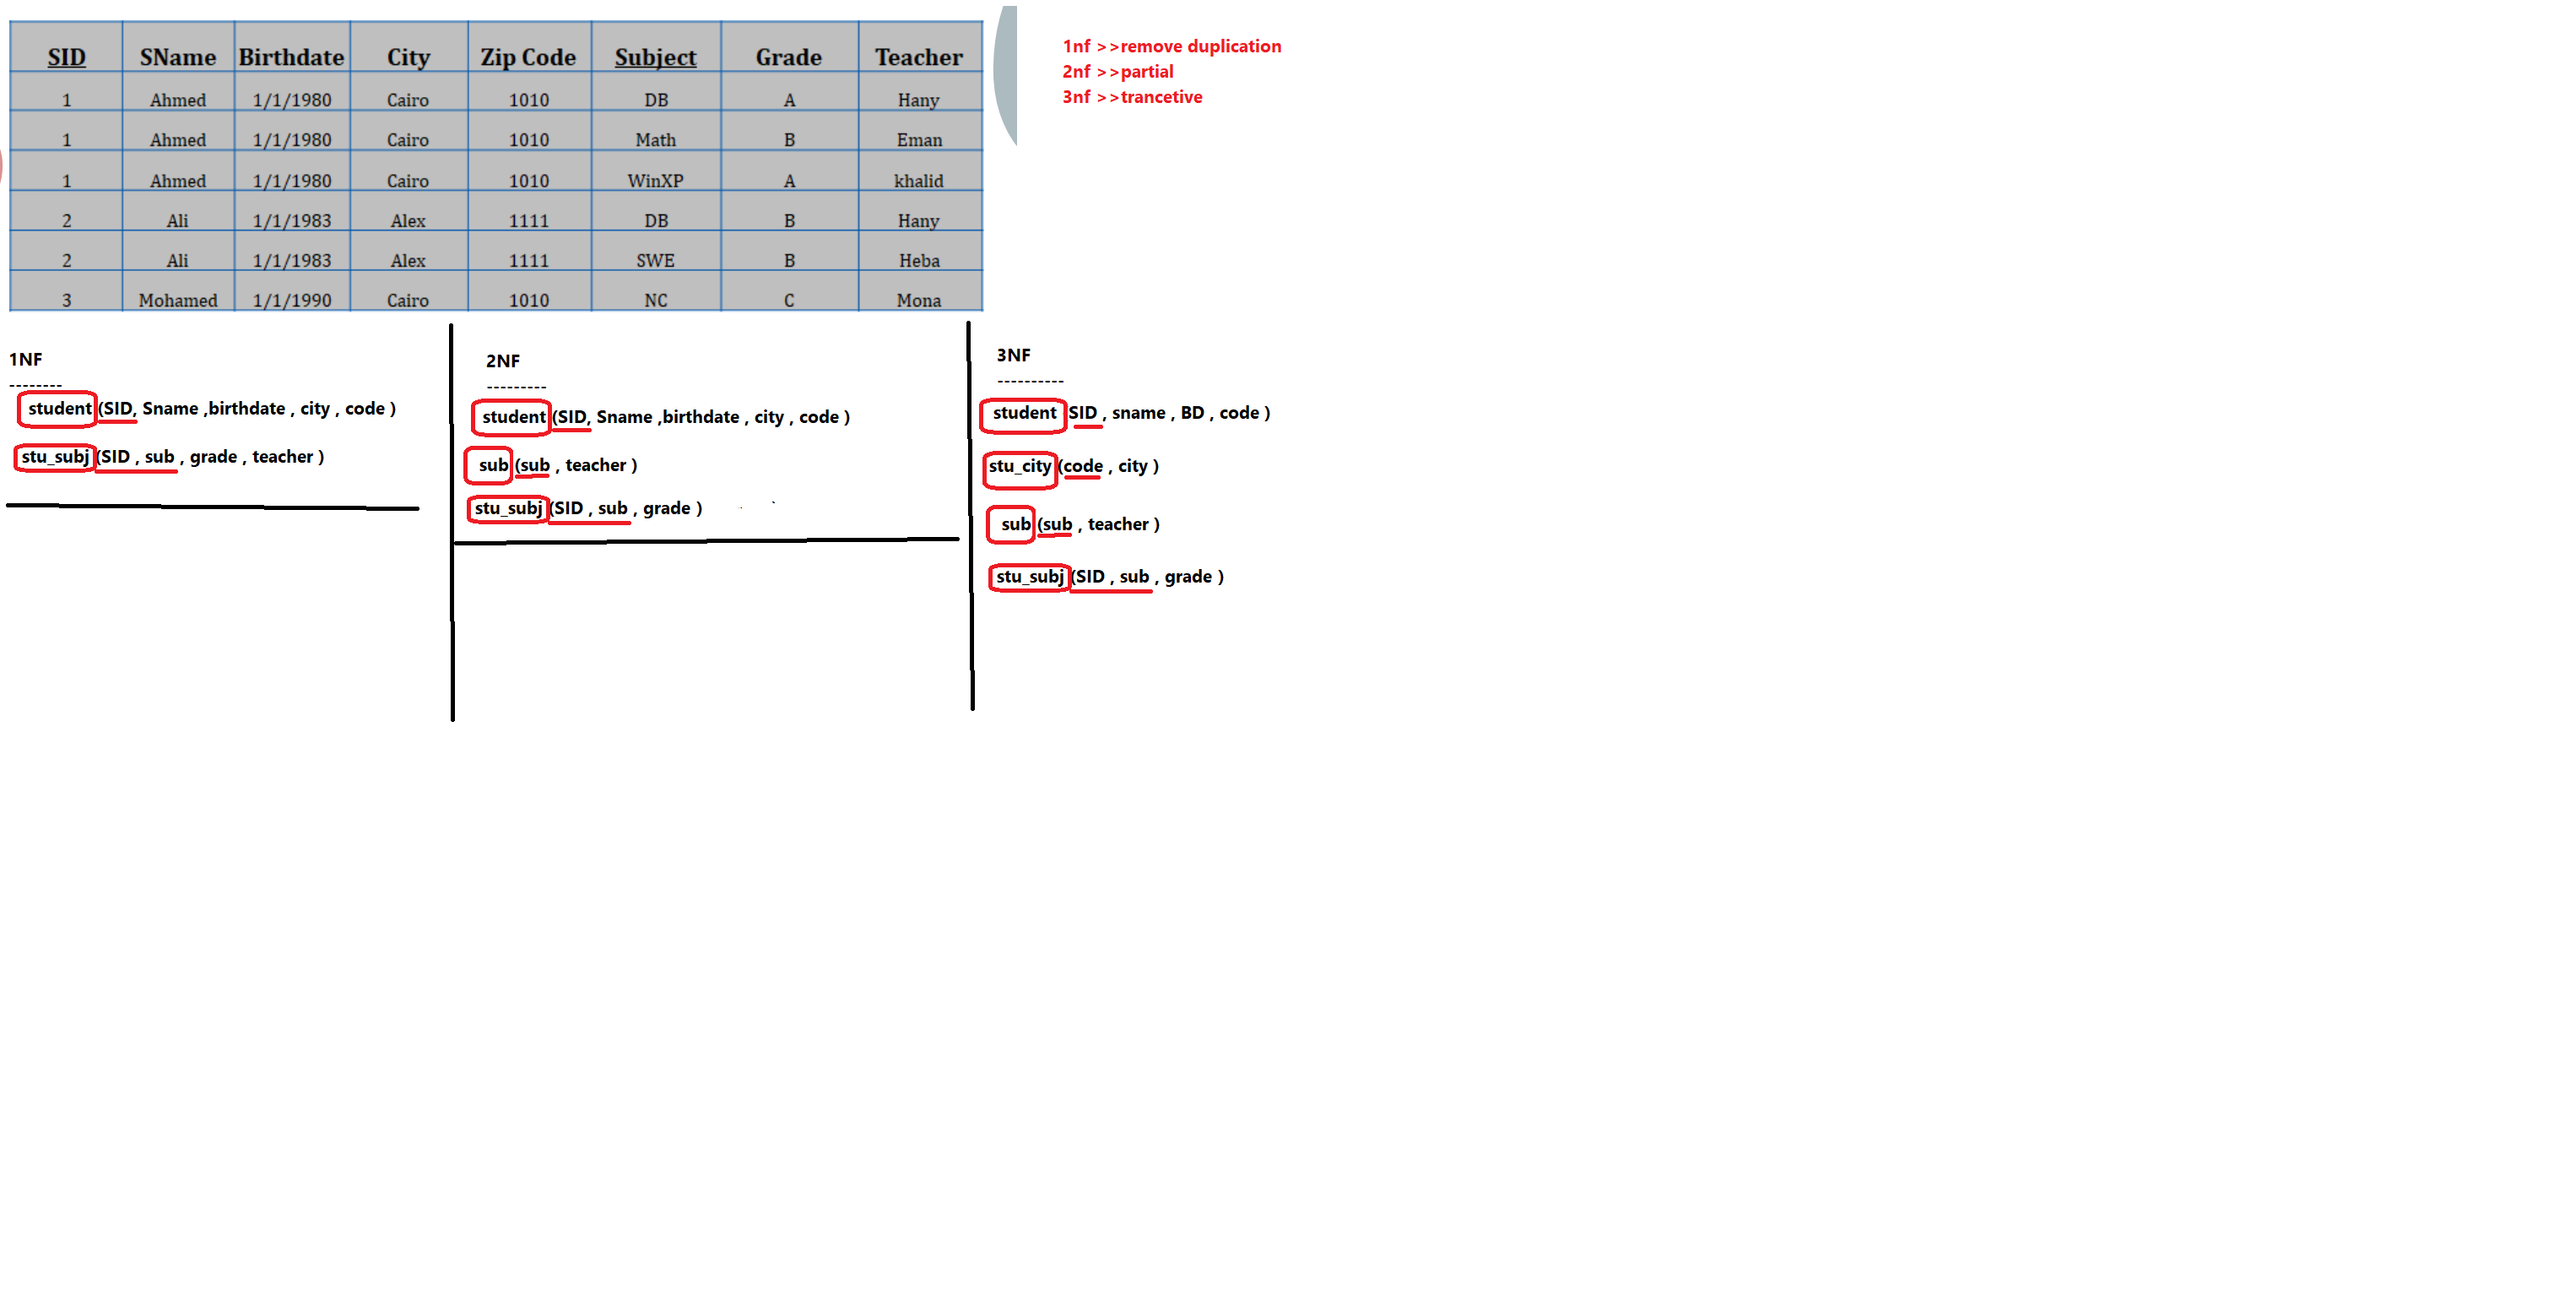 SID SName Birthdate City Zip Code Subject Grade Teacher
1 Ahmed 1/1/1980 Cairo 1010 DB A Hany
1 Ahmed 1/1/1980 Cairo 1010 Math B Eman
1 Ahmed 1/1/1980 Cairo 1010 WinXP A khalid
2 Ali 1/1/1983 Alex 1111 DB B Hany
2 Ali 1/1/1983 Alex 1111 SWE B Heba
3 Mohamed 1/1/1990 Cairo 1010 NC C Mona
1nf >>remove duplication
2nf >>partial
3nf >>trancetive
1NF
--------
student (SID, Sname ,birthdate , city , code )
stu_subj (SID , sub , grade , teacher )
2NF
---------
student (SID, Sname ,birthdate , city , code )
sub (sub , teacher )
stu_subj (SID , sub , grade )
3NF
----------
student SID , sname , BD , code )
stu_city (code , city )
sub (sub , teacher )
stu_subj (SID , sub , grade )